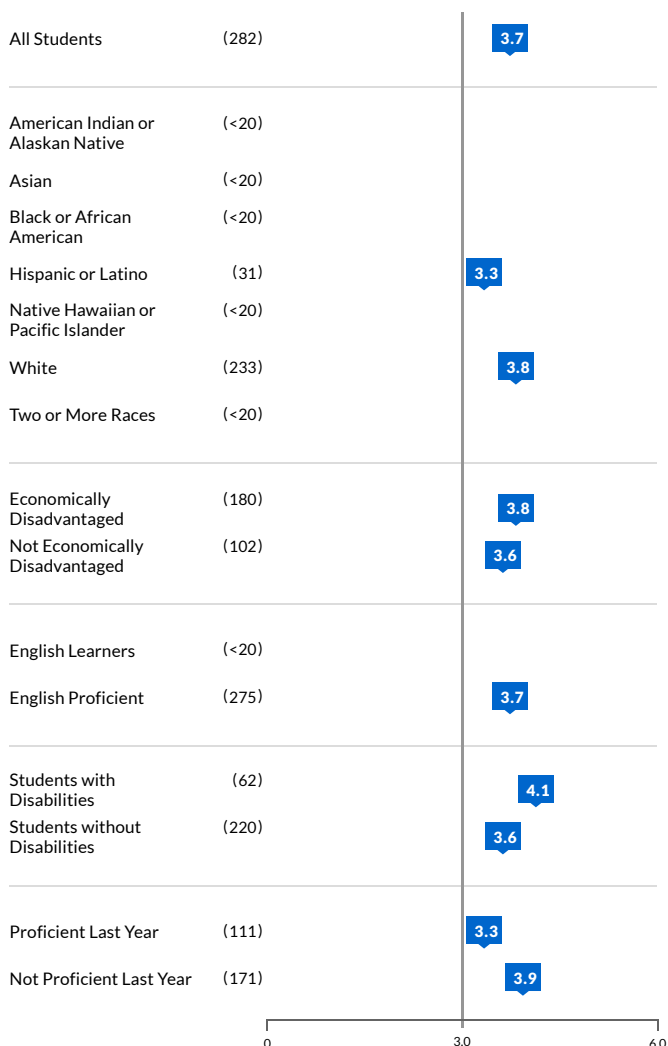 All Students (282) 3.7
American Indian or
Alaskan Native (<20)
Asian (<20)
Black or African
American (<20)
Hispanic or Latino (31) 3.3
Native Hawaiian or
Pacific Islander (<20)
White (233) 3.8
Two or More Races (<20)
Economically
Disadvantaged (180) 3.8
Not Economically
Disadvantaged (102) 3.6
English Learners (<20)
English Proficient (275) 3.7
Students with
Disabilities (62) 4.1
Students without
Disabilities (220) 3.6
Proficient Last Year (111) 3.3
Not Proficient Last Year (171) 3.9
0 3.0 6.0